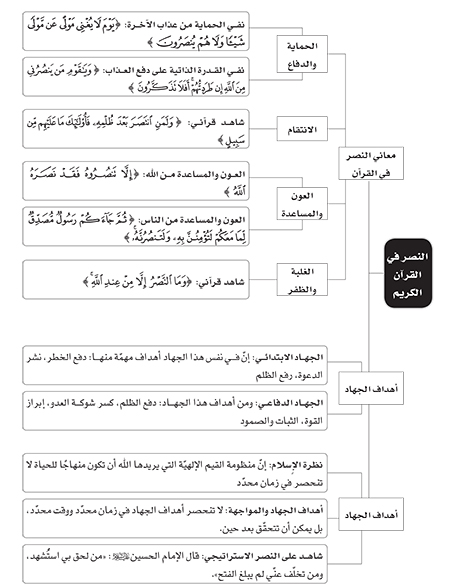 النصر في
القرآن
الكريم
معاني النصر
في القرآن
الحماية
والدفاع
نفي الحماية من عذاب الآخرة: ﴿يَوْمَ لَا يُغْنِي مَوْلًى عَن مَّوْلًى
شَيْئًا وَلَا هُمْ يُنصَرُونَ﴾
نفي القدرة الذاتية على دفع العذاب: ﴿وَيَٰقَوْمِ مَن يَنصُرُنِي
مِنَ اللَّهِ إِن طَرَدتُّهُمْ أَفَلَا تَذَكَّرُونَ﴾
الانتقام
شاهد قرآني: ﴿وَلَمَنِ انتَصَرَ بَعْدَ ظُلْمِهِ، فَأُوْلَٰئِكَ مَا عَلَيْهِم مِّن
سَبِيلٍ﴾
العون
والمساعدة
العون والمساعدة من الله: ﴿إِلَّا تَنصُرُوهُ فَقَدْ نَصَرَهُ
اللَّهُ﴾
العون والمساعدة من الناس: ﴿ثُمَّ جَاءَكُمْ رَسُولٌ مُّصَدِّقٌ
لِّمَا مَعَكُمْ لَتُؤْمِنُنَّ بِهِ، وَلَتَنصُرُنَّهُ﴾
الغلبة
والظفر
شاهد قرآني: ﴿وَمَا النَّصْرُ إِلَّا مِنْ عِندِ اللَّهِ﴾
أهداف الجهاد
الجهاد الابتدائي: إنّ في نفس هذا الجهاد أهداف مهمّة منها: دفع الخطر، نشر
الدعوة، رفع الظلم
الجهاد الدفاعي: ومن أهداف هذا الجهاد: دفع الظلم، كسر شوكة العدو، إبراز
القوة، الثبات والصمود
أهداف الجهاد
نظرة الإسلام: إنّ منظومة القيم الإلهيّة التي يريدها الله أن تكون منهاجًا للحياة لا
تنحصر في زمان محدّد
أهداف الجهاد والمواجهة: لا تنحصر أهداف الجهاد في زمان محدّد ووقت محدّد،
بل يمكن أن تتحقّق بعد حين.
شاهد على النصر الاستراتيجي: قال الإمام الحسين: «من لحق بي استُشهد،
ومن تخلّف عنّي لم يبلغ الفتح».